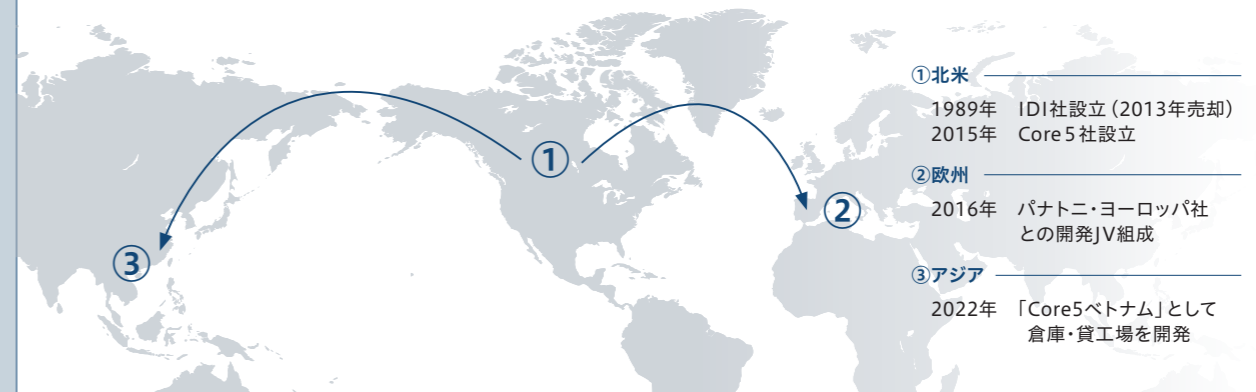 ①
②
③
①北米
1989年 IDI社設立(2013年売却)
2015年 Core5社設立
②欧州
2016年 パナトニ・ヨーロッパ社
との開発JV組成
③アジア
2022年 「Core5ベトナム」として
倉庫・貸工場を開発